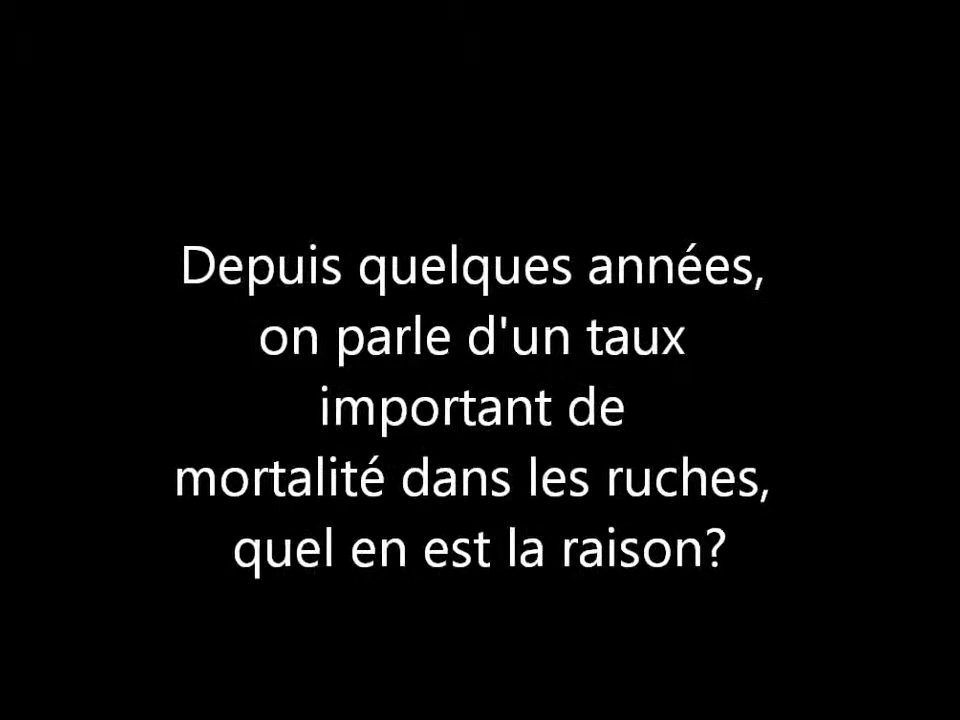 Depuis quelques années,
on parle d'un taux
important de
mortalité dans les ruches,
quel en est la raison?